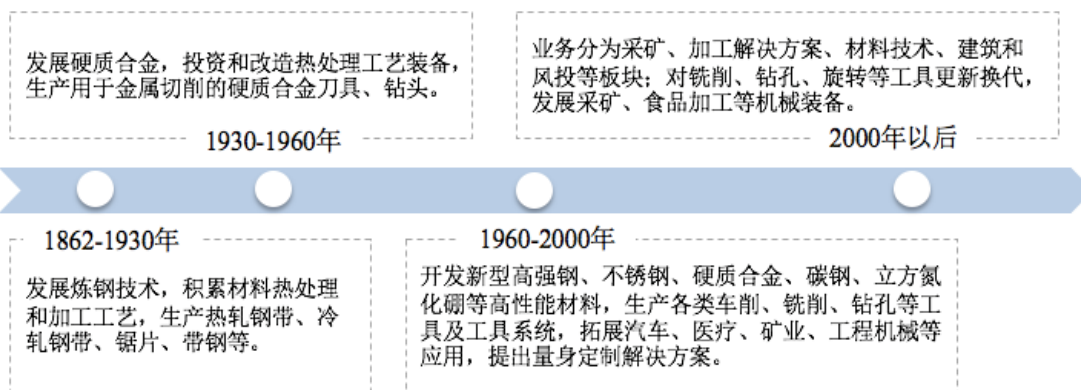 发展硬质合金，投资和改造热处理工艺装备，
生产用于金属切削的硬质合金刀具、钻头。
1930-1960年
业务分为采矿、加工解决方案、材料技术、建筑和
风投等板块；对铣削、钻孔、旋转等工具更新换代，
发展采矿、食品加工等机械装备。
2000年以后
1862-1930年
发展炼钢技术，积累材料热处理
和加工工艺，生产热轧钢带、冷
轧钢带、锯片、带钢等。
1960-2000年
开发新型高强钢、不锈钢、硬质合金、碳钢、立方氮
化硼等高性能材料，生产各类车削、铣削、钻孔等工
具及工具系统，拓展汽车、医疗、矿业、工程机械等
应用，提出量身定制解决方案。